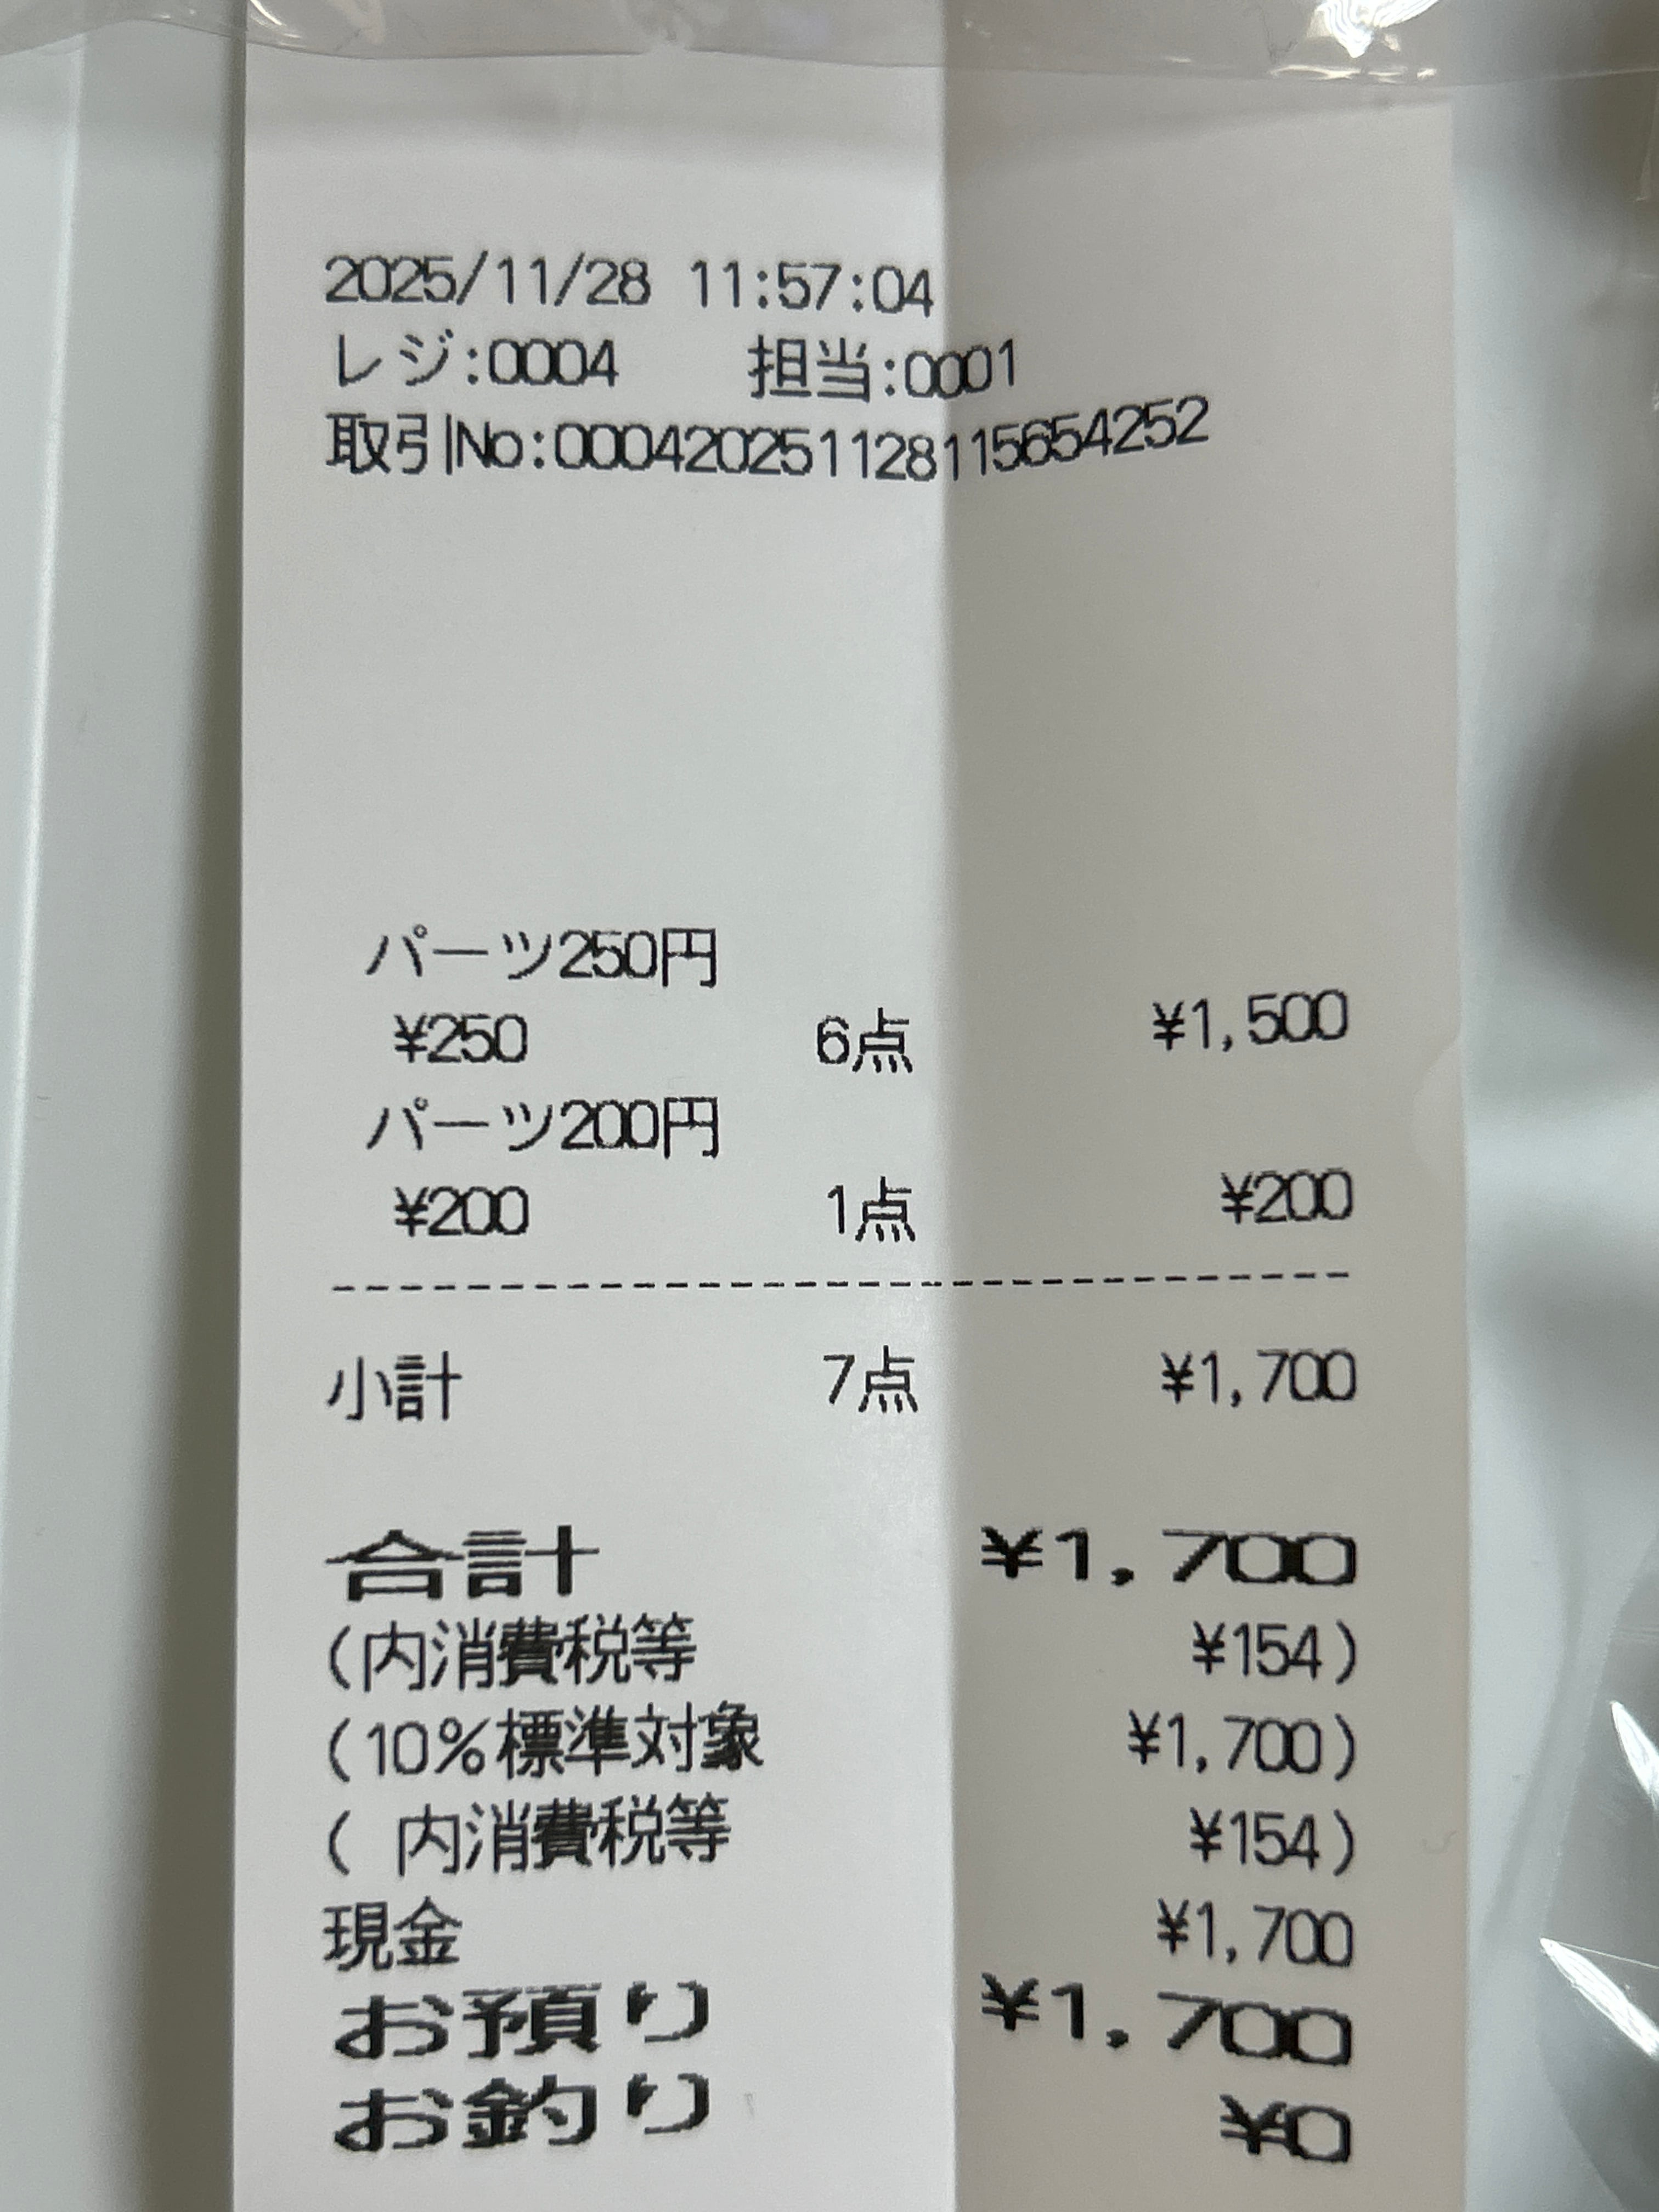 2025/11/28 11:57:04
レジ:0004 担当:0001
取引No:00042025112811565​4252
パーツ250円
¥250 6点 ¥1,500
パーツ200円
¥200 1点 ¥200
--------------------------------
小計 7点 ¥1,700
合計 ¥1,700
(内消費税等 ¥154)
(10%標準対象 ¥1,700)
( 内消費税等 ¥154)
現金 ¥1,700
お預り ¥1,700
お釣り ¥0